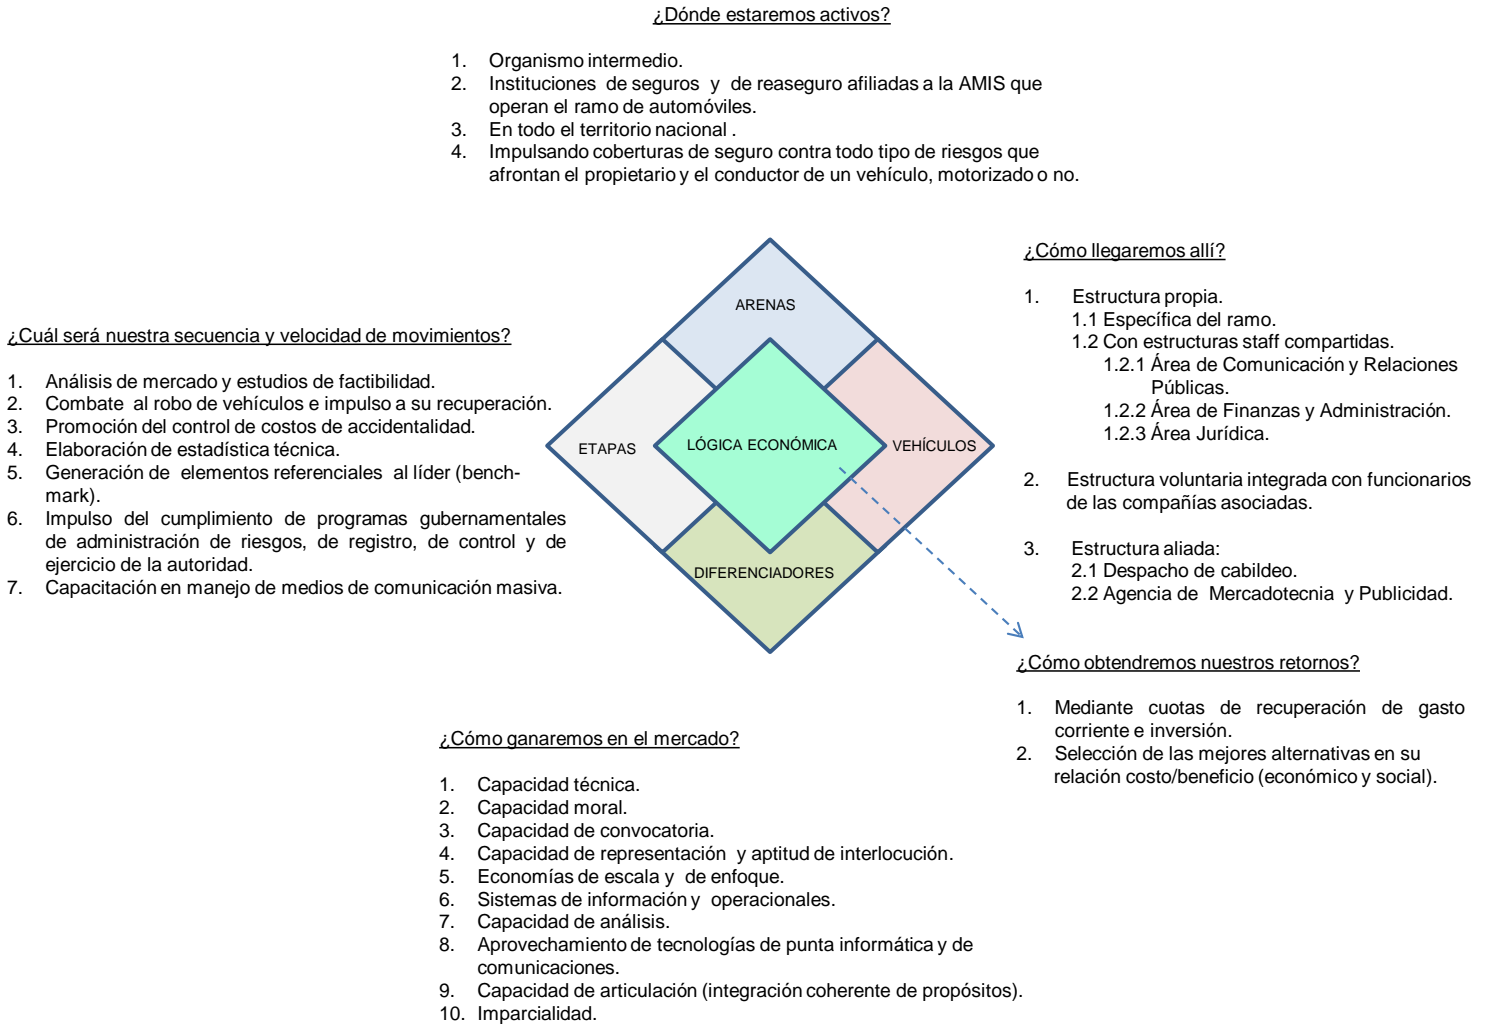 ¿Dónde estaremos activos?
1. Organismo intermedio.
2. Instituciones de seguros y de reaseguro afiliadas a la AMIS que
operan el ramo de automóviles.
3. En todo el territorio nacional .
4. Impulsando coberturas de seguro contra todo tipo de riesgos que
afrontan el propietario y el conductor de un vehículo, motorizado o no.
¿Cuál será nuestra secuencia y velocidad de movimientos?
1. Análisis de mercado y estudios de factibilidad.
2. Combate al robo de vehículos e impulso a su recuperación.
3. Promoción del control de costos de accidentalidad.
4. Elaboración de estadística técnica.
5. Generación de elementos referenciales al líder (bench-
mark).
6. Impulso del cumplimiento de programas gubernamentales
de administración de riesgos, de registro, de control y de
ejercicio de la autoridad.
7. Capacitación en manejo de medios de comunicación masiva.
ARENAS
ETAPAS
LÓGICA ECONÓMICA
VEHÍCULOS
DIFERENCIADORES
¿Cómo llegaremos allí?
1. Estructura propia.
1.1 Específica del ramo.
1.2 Con estructuras staff compartidas.
1.2.1 Área de Comunicación y Relaciones
Públicas.
1.2.2 Área de Finanzas y Administración.
1.2.3 Área Jurídica.
2. Estructura voluntaria integrada con funcionarios
de las compañías asociadas.
3. Estructura aliada:
2.1 Despacho de cabildeo.
2.2 Agencia de Mercadotecnia y Publicidad.
¿Cómo obtendremos nuestros retornos?
1. Mediante cuotas de recuperación de gasto
corriente e inversión.
2. Selección de las mejores alternativas en su
relación costo/beneficio (económico y social).
¿Cómo ganaremos en el mercado?
1. Capacidad técnica.
2. Capacidad moral.
3. Capacidad de convocatoria.
4. Capacidad de representación y aptitud de interlocución.
5. Economías de escala y de enfoque.
6. Sistemas de información y operacionales.
7. Capacidad de análisis.
8. Aprovechamiento de tecnologías de punta informática y de
comunicaciones.
9. Capacidad de articulación (integración coherente de propósitos).
10. Imparcialidad.